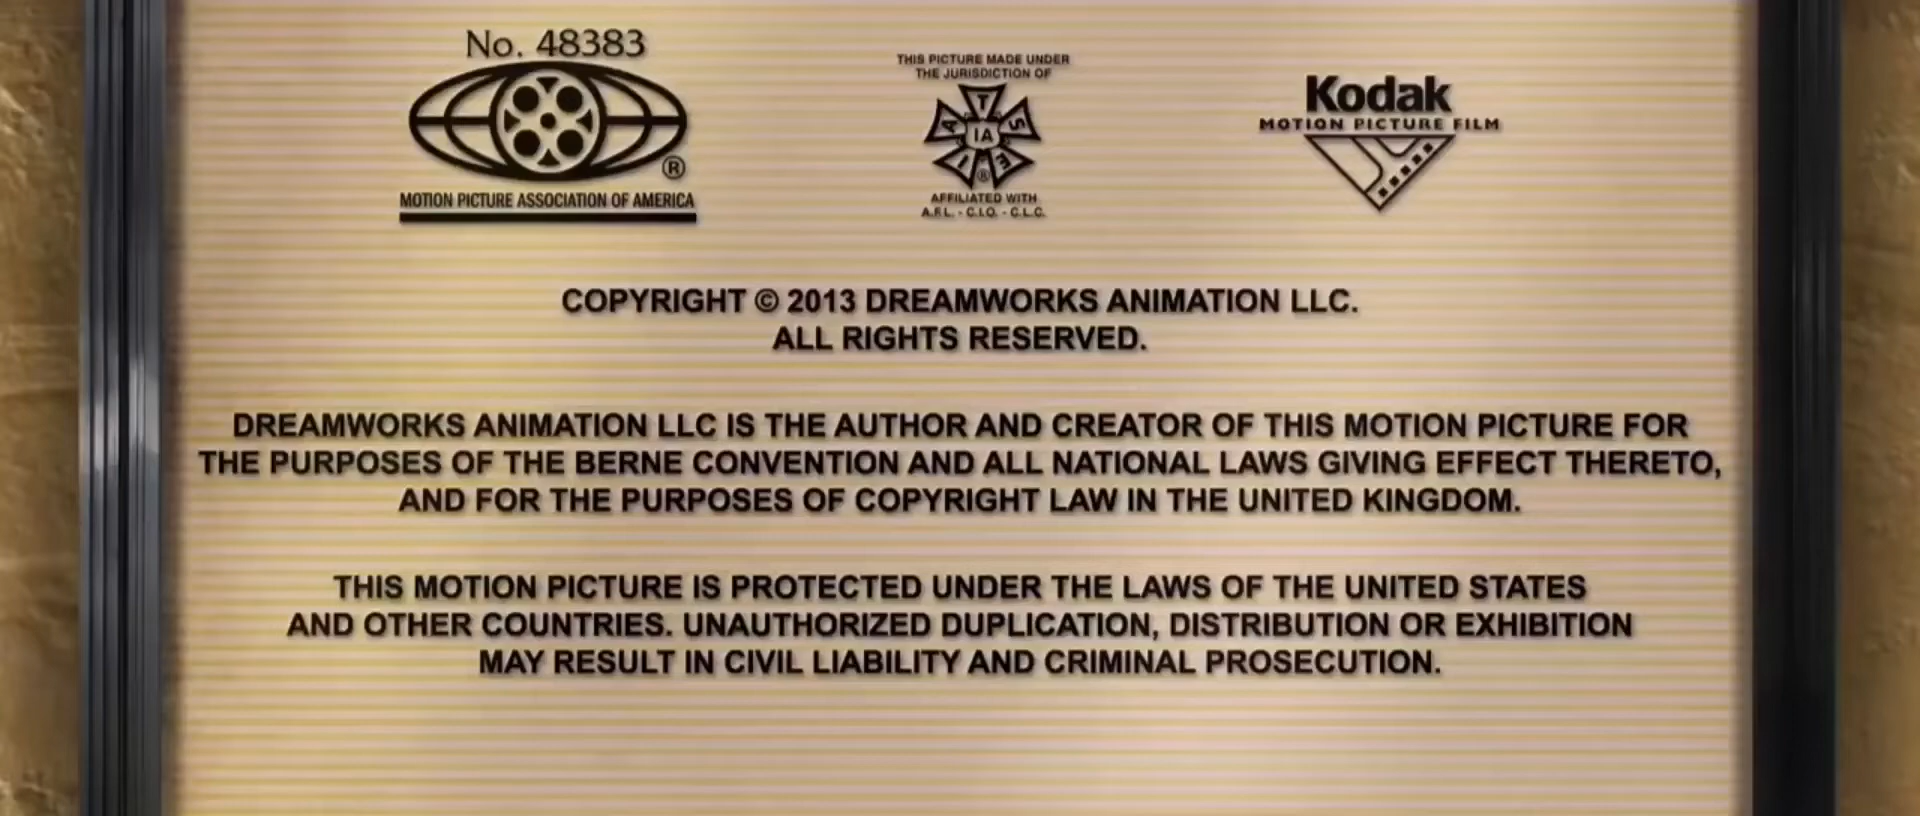 No. 48383
®
MOTION PICTURE ASSOCIATION OF AMERICA
THIS PICTURE MADE UNDER
THE JURISDICTION OF
I A T S E
IA
®
AFFILIATED WITH
A.F.L. - C.I.O. - C.L.C.
Kodak
MOTION PICTURE FILM
COPYRIGHT © 2013 DREAMWORKS ANIMATION LLC.
ALL RIGHTS RESERVED.
DREAMWORKS ANIMATION LLC IS THE AUTHOR AND CREATOR OF THIS MOTION PICTURE FOR
THE PURPOSES OF THE BERNE CONVENTION AND ALL NATIONAL LAWS GIVING EFFECT THERETO,
AND FOR THE PURPOSES OF COPYRIGHT LAW IN THE UNITED KINGDOM.
THIS MOTION PICTURE IS PROTECTED UNDER THE LAWS OF THE UNITED STATES
AND OTHER COUNTRIES. UNAUTHORIZED DUPLICATION, DISTRIBUTION OR EXHIBITION
MAY RESULT IN CIVIL LIABILITY AND CRIMINAL PROSECUTION.